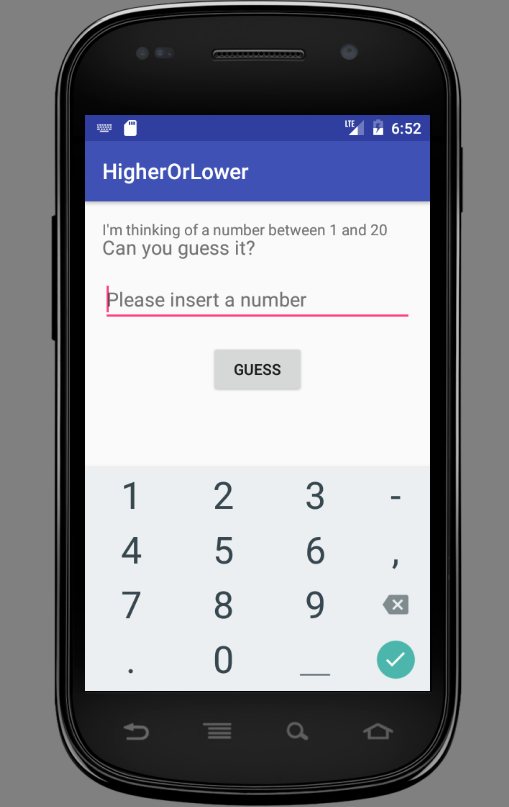 LTE 6:52
HigherOrLower
I'm thinking of a number between 1 and 20
Can you guess it?
Please insert a number
GUESS
1 2 3 -
4 5 6 ,
7 8 9
. 0 _